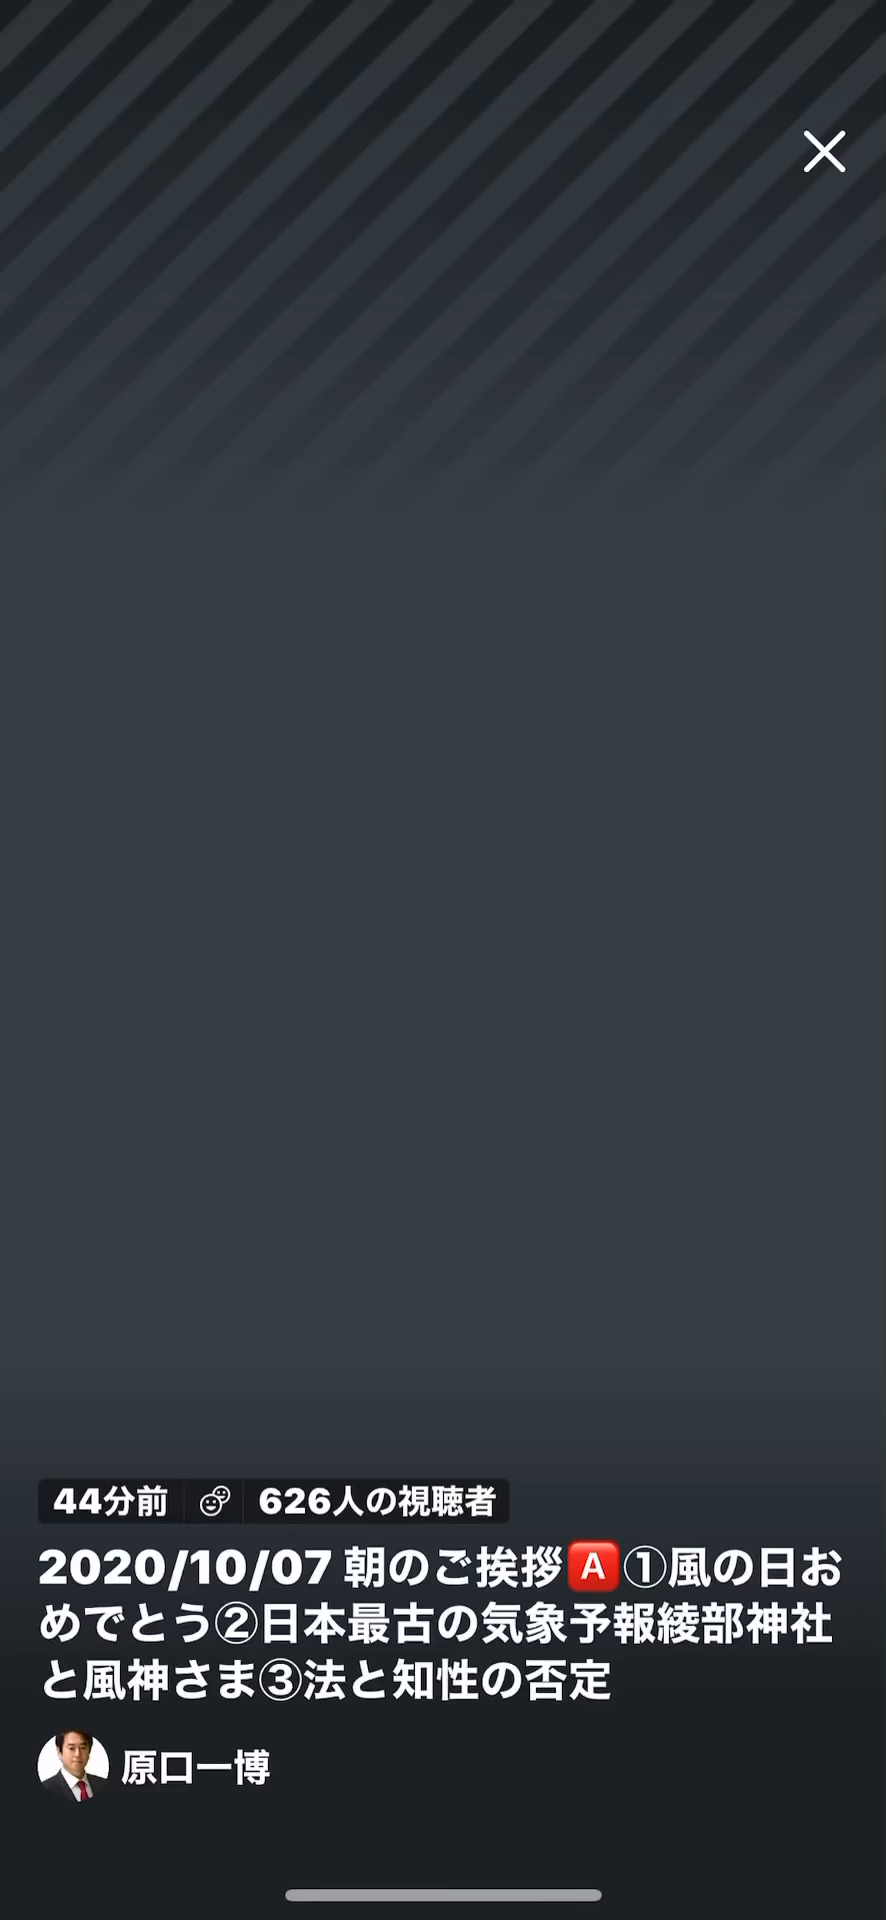 44分前 626人の視聴者
2020/10/07 朝のご挨拶🅰①風の日お
めでとう②日本最古の気象予報綾部神社
と風神さま③法と知性の否定
原口一博